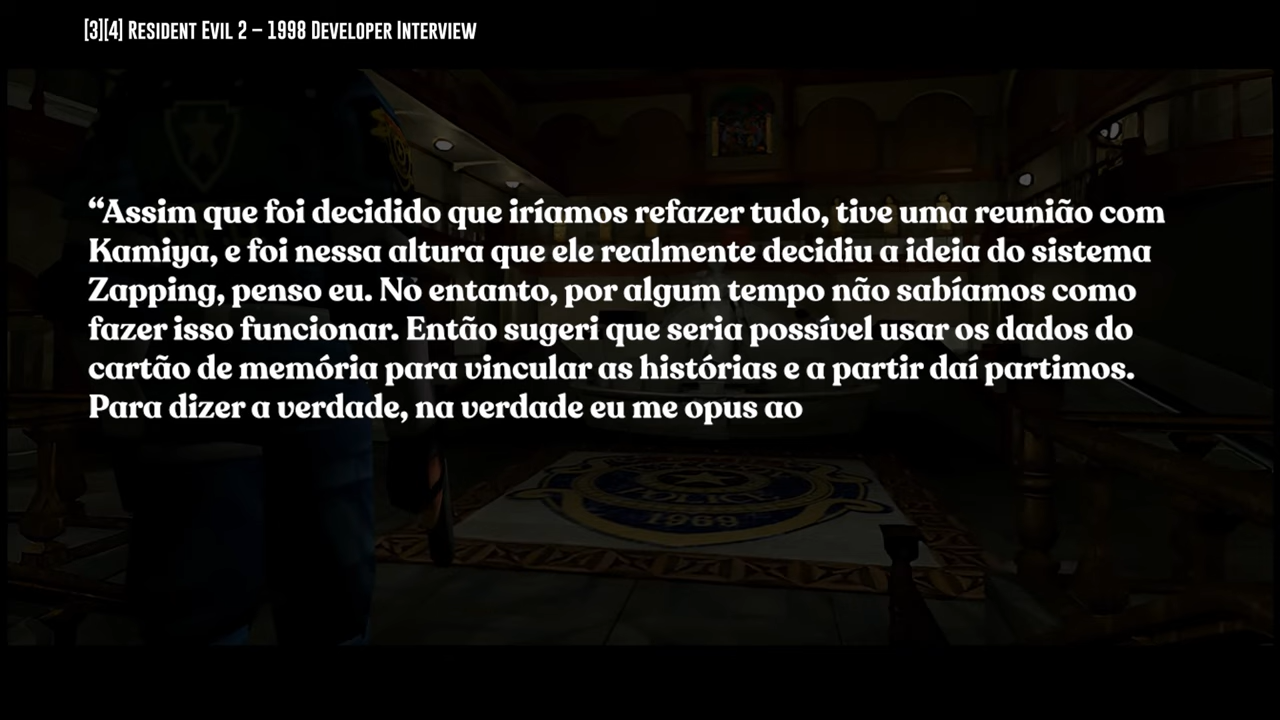 [3][4] Resident Evil 2 – 1998 Developer Interview
“Assim que foi decidido que iríamos refazer tudo, tive uma reunião com
Kamiya, e foi nessa altura que ele realmente decidiu a ideia do sistema
Zapping, penso eu. No entanto, por algum tempo não sabíamos como
fazer isso funcionar. Então sugeri que seria possível usar os dados do
cartão de memória para vincular as histórias e a partir daí partimos.
Para dizer a verdade, na verdade eu me opus ao
POLICE
1969